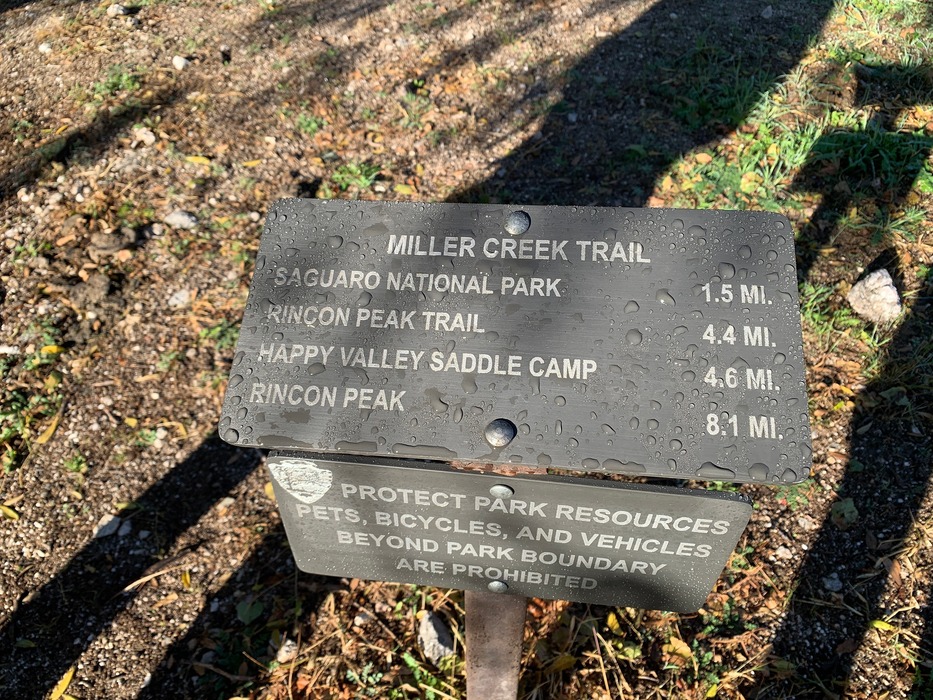 MILLER CREEK TRAIL
SAGUARO NATIONAL PARK 1.5 MI.
RINCON PEAK TRAIL 4.4 MI.
HAPPY VALLEY SADDLE CAMP 4.6 MI.
RINCON PEAK 8.1 MI.
PROTECT PARK RESOURCES
PETS, BICYCLES, AND VEHICLES
BEYOND PARK BOUNDARY
ARE PROHIBITED